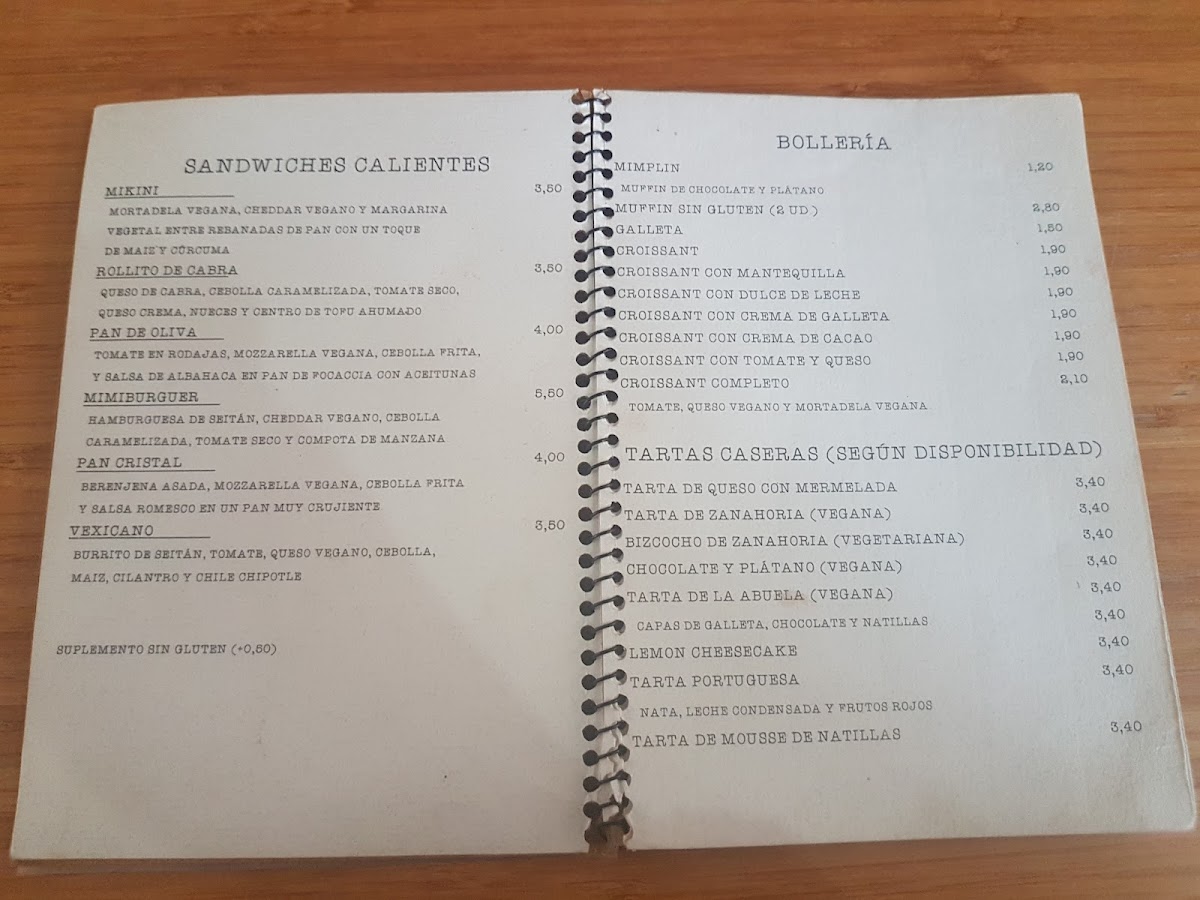 SANDWICHES CALIENTES
MIKINI 3,50
MORTADELA VEGANA, CHEDDAR VEGANO Y MARGARINA
VEGETAL ENTRE REBANADAS DE PAN CON UN TOQUE
DE MAIZ Y CÚRCUMA
ROLLITO DE CABRA 3,50
QUESO DE CABRA, CEBOLLA CARAMELIZADA, TOMATE SECO,
QUESO CREMA, NUECES Y CENTRO DE TOFU AHUMADO
PAN DE OLIVA 4,00
TOMATE EN RODAJAS, MOZZARELLA VEGANA, CEBOLLA FRITA,
Y SALSA DE ALBAHACA EN PAN DE FOCACCIA CON ACEITUNAS
MIMIBURGUER 5,50
HAMBURGUESA DE SEITÁN, CHEDDAR VEGANO, CEBOLLA
CARAMELIZADA, TOMATE SECO Y COMPOTA DE MANZANA
PAN CRISTAL 4,00
BERENJENA ASADA, MOZZARELLA VEGANA, CEBOLLA FRITA
Y SALSA ROMESCO EN UN PAN MUY CRUJIENTE
VEXICANO 3,50
BURRITO DE SEITÁN, TOMATE, QUESO VEGANO, CEBOLLA,
MAIZ, CILANTRO Y CHILE CHIPOTLE
SUPLEMENTO SIN GLUTEN (+0,50)
BOLLERÍA
MIMPLIN 1,20
MUFFIN DE CHOCOLATE Y PLÁTANO
MUFFIN SIN GLUTEN (2 UD.) 2,80
GALLETA 1,50
CROISSANT 1,90
CROISSANT CON MANTEQUILLA 1,90
CROISSANT CON DULCE DE LECHE 1,90
CROISSANT CON CREMA DE GALLETA 1,90
CROISSANT CON CREMA DE CACAO 1,90
CROISSANT CON TOMATE Y QUESO 1,90
CROISSANT COMPLETO 2,10
TOMATE, QUESO VEGANO Y MORTADELA VEGANA
TARTAS CASERAS (SEGÚN DISPONIBILIDAD)
TARTA DE QUESO CON MERMELADA 3,40
TARTA DE ZANAHORIA (VEGANA) 3,40
BIZCOCHO DE ZANAHORIA (VEGETARIANA) 3,40
CHOCOLATE Y PLÁTANO (VEGANA) 3,40
TARTA DE LA ABUELA (VEGANA) 3,40
CAPAS DE GALLETA, CHOCOLATE Y NATILLAS 3,40
LEMON CHEESECAKE 3,40
TARTA PORTUGUESA 3,40
NATA, LECHE CONDENSADA Y FRUTOS ROJOS
TARTA DE MOUSSE DE NATILLAS 3,40